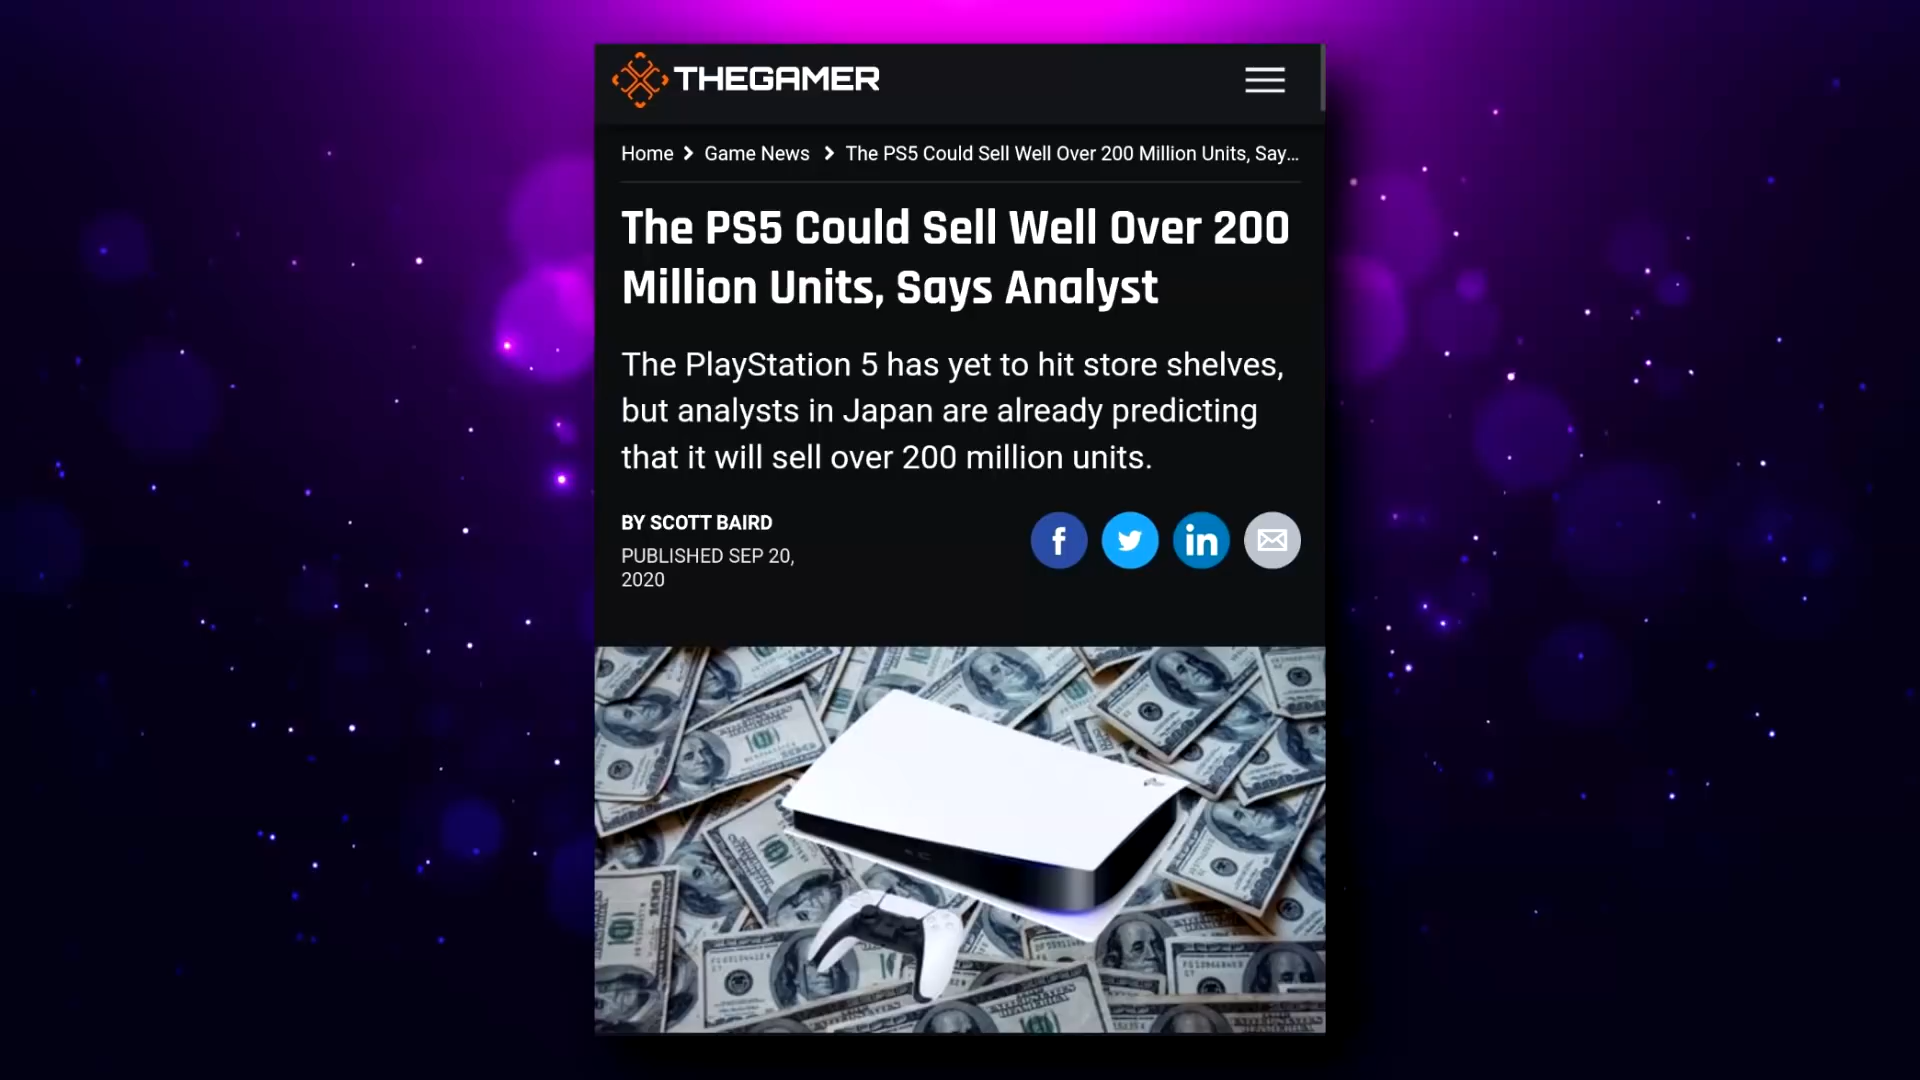 THEGAMER
Home > Game News > The PS5 Could Sell Well Over 200 Million Units, Say...
The PS5 Could Sell Well Over 200
Million Units, Says Analyst
The PlayStation 5 has yet to hit store shelves,
but analysts in Japan are already predicting
that it will sell over 200 million units.
BY SCOTT BAIRD
PUBLISHED SEP 20,
2020